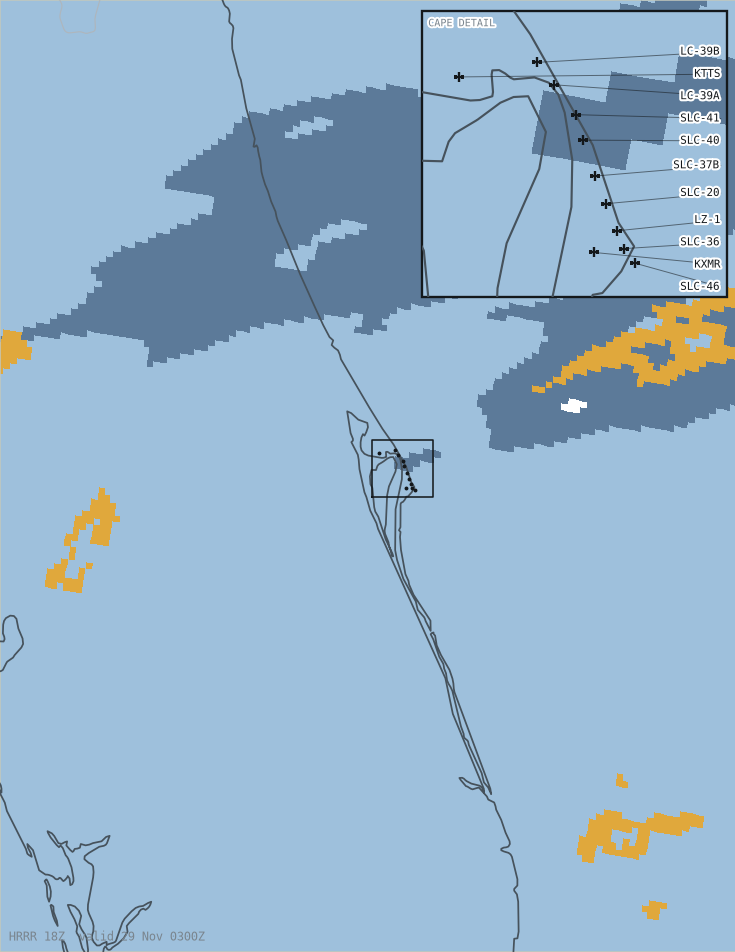 CAPE DETAIL
LC-39B
KTTS
LC-39A
SLC-41
SLC-40
SLC-37B
SLC-20
LZ-1
SLC-36
KXMR
SLC-46
HRRR 18Z valid 29 Nov 0300Z